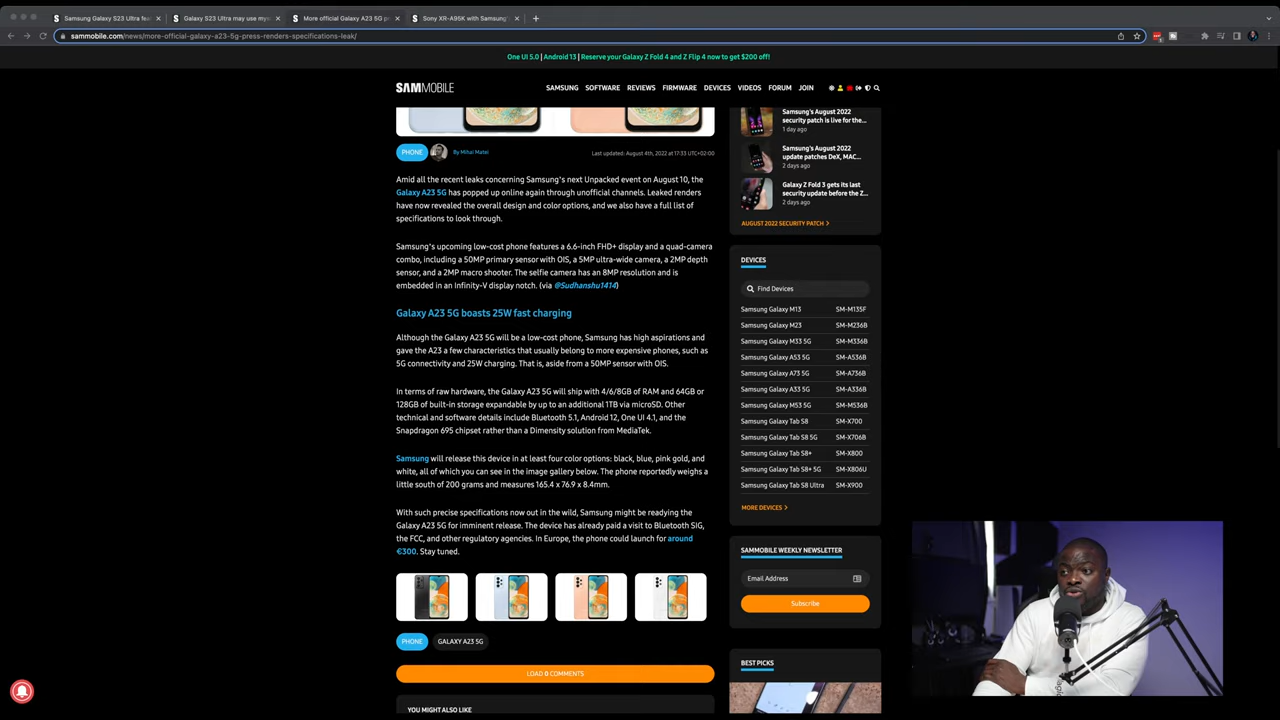 Samsung Galaxy S23 Ultra fea
Galaxy S23 Ultra may use mys
More official Galaxy A23 5G p
Sony XR-A95K with Samsung'
sammobile.com/news/more-official-galaxy-a23-5g-press-renders-specifications-leak/
One UI 5.0 | Android 13 | Reserve your Galaxy Z Fold 4 and Z Flip 4 now to get $200 off!
SAMMOBILE
SAMSUNG SOFTWARE REVIEWS FIRMWARE DEVICES VIDEOS FORUM JOIN
PHONE
By Mihai Matei
Last updated: August 4th, 2022 at 17:33 UTC+02:00
Amid all the recent leaks concerning Samsung's next Unpacked event on August 10, the
Galaxy A23 5G has popped up online again through unofficial channels. Leaked renders
have now revealed the overall design and color options, and we also have a full list of
specifications to look through.
Samsung's upcoming low-cost phone features a 6.6-inch FHD+ display and a quad-camera
combo, including a 50MP primary sensor with OIS, a 5MP ultra-wide camera, a 2MP depth
sensor, and a 2MP macro shooter. The selfie camera has an 8MP resolution and is
embedded in an Infinity-V display notch. (via @Sudhanshu1414)
Galaxy A23 5G boasts 25W fast charging
Although the Galaxy A23 5G will be a low-cost phone, Samsung has high aspirations and
gave the A23 a few characteristics that usually belong to more expensive phones, such as
5G connectivity and 25W charging. That is, aside from a 50MP sensor with OIS.
In terms of raw hardware, the Galaxy A23 5G will ship with 4/6/8GB of RAM and 64GB or
128GB of built-in storage expandable by up to an additional 1TB via microSD. Other
technical and software details include Bluetooth 5.1, Android 12, One UI 4.1, and the
Snapdragon 695 chipset rather than a Dimensity solution from MediaTek.
Samsung will release this device in at least four color options: black, blue, pink gold, and
white, all of which you can see in the image gallery below. The phone reportedly weighs a
little south of 200 grams and measures 165.4 x 76.9 x 8.4mm.
With such precise specifications now out in the wild, Samsung might be readying the
Galaxy A23 5G for imminent release. The device has already paid a visit to Bluetooth SIG,
the FCC, and other regulatory agencies. In Europe, the phone could launch for around
€300. Stay tuned.
PHONE
GALAXY A23 5G
LOAD 0 COMMENTS
YOU MIGHT ALSO LIKE
Samsung's August 2022
security patch is live for the...
1 day ago
Samsung's August 2022
update patches DeX, MAC...
2 days ago
Galaxy Z Fold 3 gets its last
security update before the Z...
2 days ago
AUGUST 2022 SECURITY PATCH
DEVICES
Find Devices
Samsung Galaxy M13 SM-M135F
Samsung Galaxy M23 SM-M236B
Samsung Galaxy M33 5G SM-M336B
Samsung Galaxy A53 5G SM-A536B
Samsung Galaxy A73 5G SM-A736B
Samsung Galaxy A33 5G SM-A336B
Samsung Galaxy M53 5G SM-M536B
Samsung Galaxy Tab S8 SM-X700
Samsung Galaxy Tab S8 5G SM-X706B
Samsung Galaxy Tab S8+ SM-X800
Samsung Galaxy Tab S8+ 5G SM-X806U
Samsung Galaxy Tab S8 Ultra SM-X900
MORE DEVICES
SAMMOBILE WEEKLY NEWSLETTER
Email Address
Subscribe
BEST PICKS